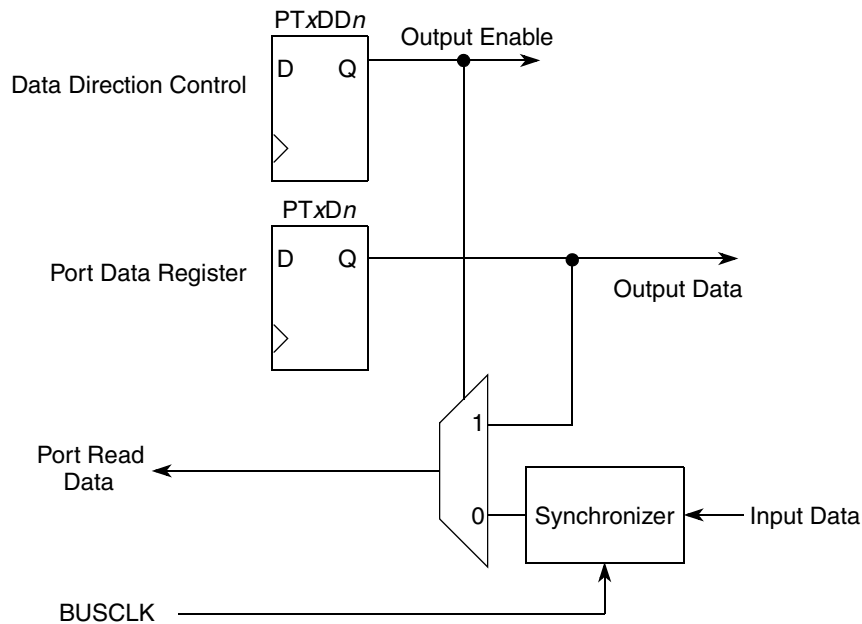 PTxDDn
Output Enable
D Q
Data Direction Control
PTxDn
D Q
Port Data Register
Output Data
1
Port Read
Data
0
Synchronizer
Input Data
BUSCLK